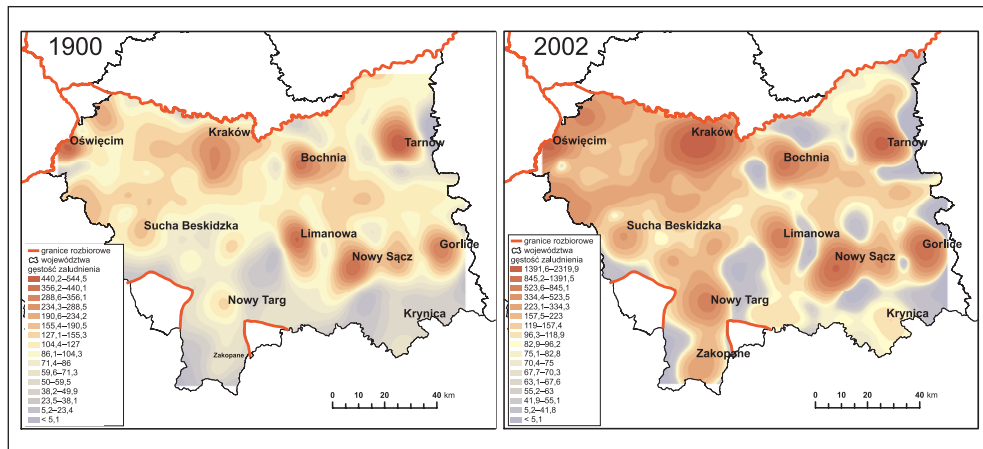 1900
Oświęcim
Kraków
Tarnów
Bochnia
Sucha Beskidzka
Limanowa
Gorlice
Nowy Sącz
Nowy Targ
Krynica
Zakopane
granice rozbiorowe
województwa
gęstość załudnienia
440,2–544,5
356,2–440,1
288,6–356,1
234,3–288,5
190,6–234,2
155,4–190,5
127,1–155,3
104,4–127
86,1–104,3
71,4–86
59,6–71,3
50–59,5
38,2–49,9
23,5–38,1
5,2–23,4
< 5,1
0 10 20 40 km
2002
Oświęcim
Kraków
Tarnów
Bochnia
Sucha Beskidzka
Limanowa
Gorlice
Nowy Sącz
Nowy Targ
Krynica
Zakopane
granice rozbiorowe
województwa
gęstość załudnienia
1391,6–2319,9
845,2–1391,5
523,6–845,1
334,4–523,5
223,1–334,3
157,5–223
119–157,4
96,3–118,9
82,9–96,2
75,1–82,8
70,4–75
67,7–70,3
63,1–67,6
55,2–63
41,9–55,1
5,2–41,8
< 5,1
0 10 20 40 km